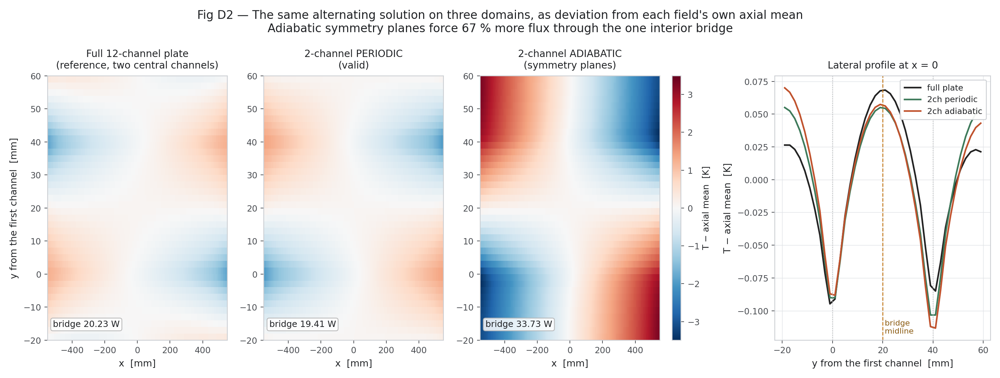 Fig D2 — The same alternating solution on three domains, as deviation from each field's own axial mean
Adiabatic symmetry planes force 67 % more flux through the one interior bridge
Full 12-channel plate
(reference, two central channels)
60
50
40
30
20
10
0
−10
−20
y from the first channel [mm]
bridge 20.23 W
−400
−200
0
200
400
x [mm]
2-channel PERIODIC
(valid)
60
50
40
30
20
10
0
−10
−20
bridge 19.41 W
−400
−200
0
200
400
x [mm]
2-channel ADIABATIC
(symmetry planes)
60
50
40
30
20
10
0
−10
−20
bridge 33.73 W
−400
−200
0
200
400
x [mm]
3
2
1
0
−1
−2
−3
T − axial mean [K]
Lateral profile at x = 0
0.075
0.050
0.025
0.000
−0.025
−0.050
−0.075
−0.100
T − axial mean [K]
full plate
2ch periodic
2ch adiabatic
bridge
midline
−20
0
20
40
60
y from the first channel [mm]